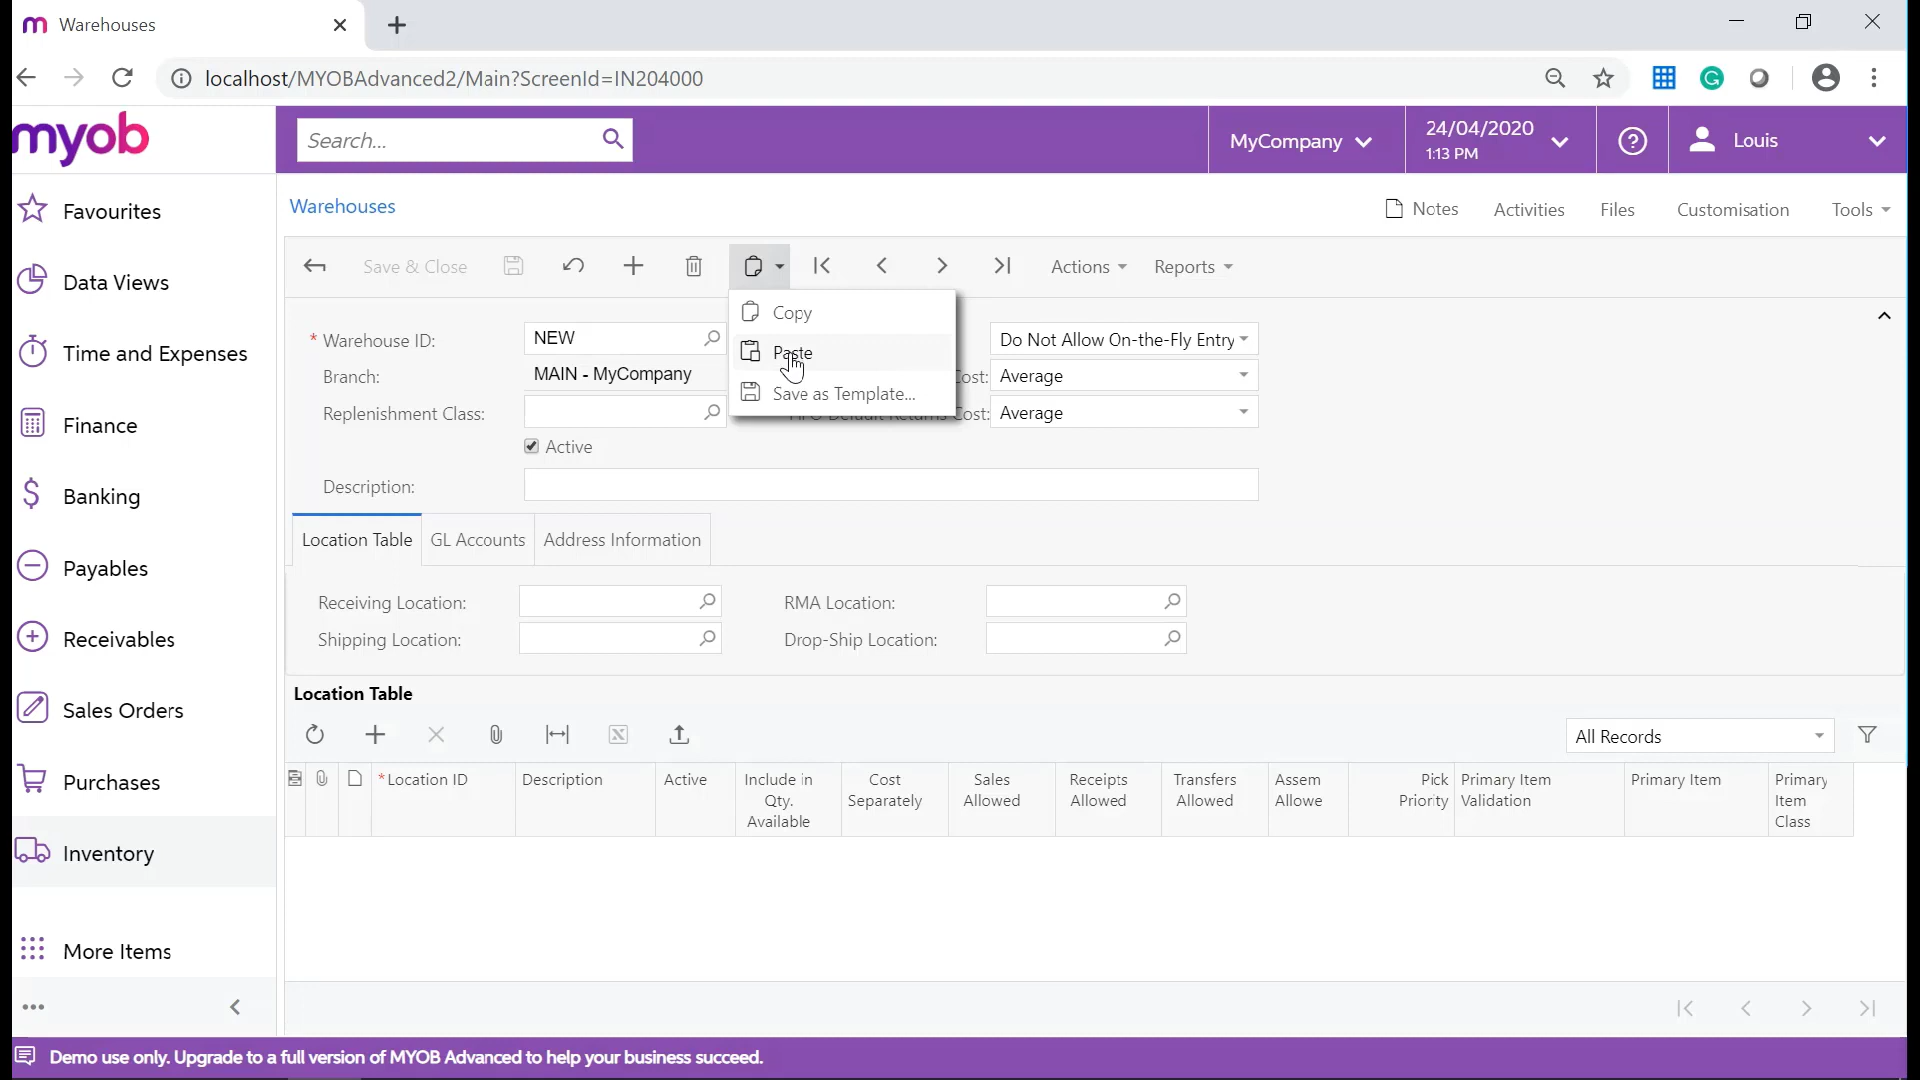 Warehouses
localhost/MYOBAdvanced2/Main?ScreenId=IN204000
myob
Search...
MyCompany
24/04/2020
1:13 PM
Louis
Warehouses
Notes
Activities
Files
Customisation
Tools
Save & Close
Actions
Reports
Copy
Paste
Save as Template...
* Warehouse ID:
NEW
Do Not Allow On-the-Fly Entry
Branch:
MAIN - MyCompany
Cost:
Average
Replenishment Class:
Cost:
Average
Active
Description:
Location Table
GL Accounts
Address Information
Receiving Location:
RMA Location:
Shipping Location:
Drop-Ship Location:
Location Table
All Records
* Location ID
Description
Active
Include in Qty. Available
Cost Separately
Sales Allowed
Receipts Allowed
Transfers Allowed
Assem Allowe
Pick Priority
Primary Item Validation
Primary Item
Primary Item Class
Favourites
Data Views
Time and Expenses
Finance
Banking
Payables
Receivables
Sales Orders
Purchases
Inventory
More Items
Demo use only. Upgrade to a full version of MYOB Advanced to help your business succeed.